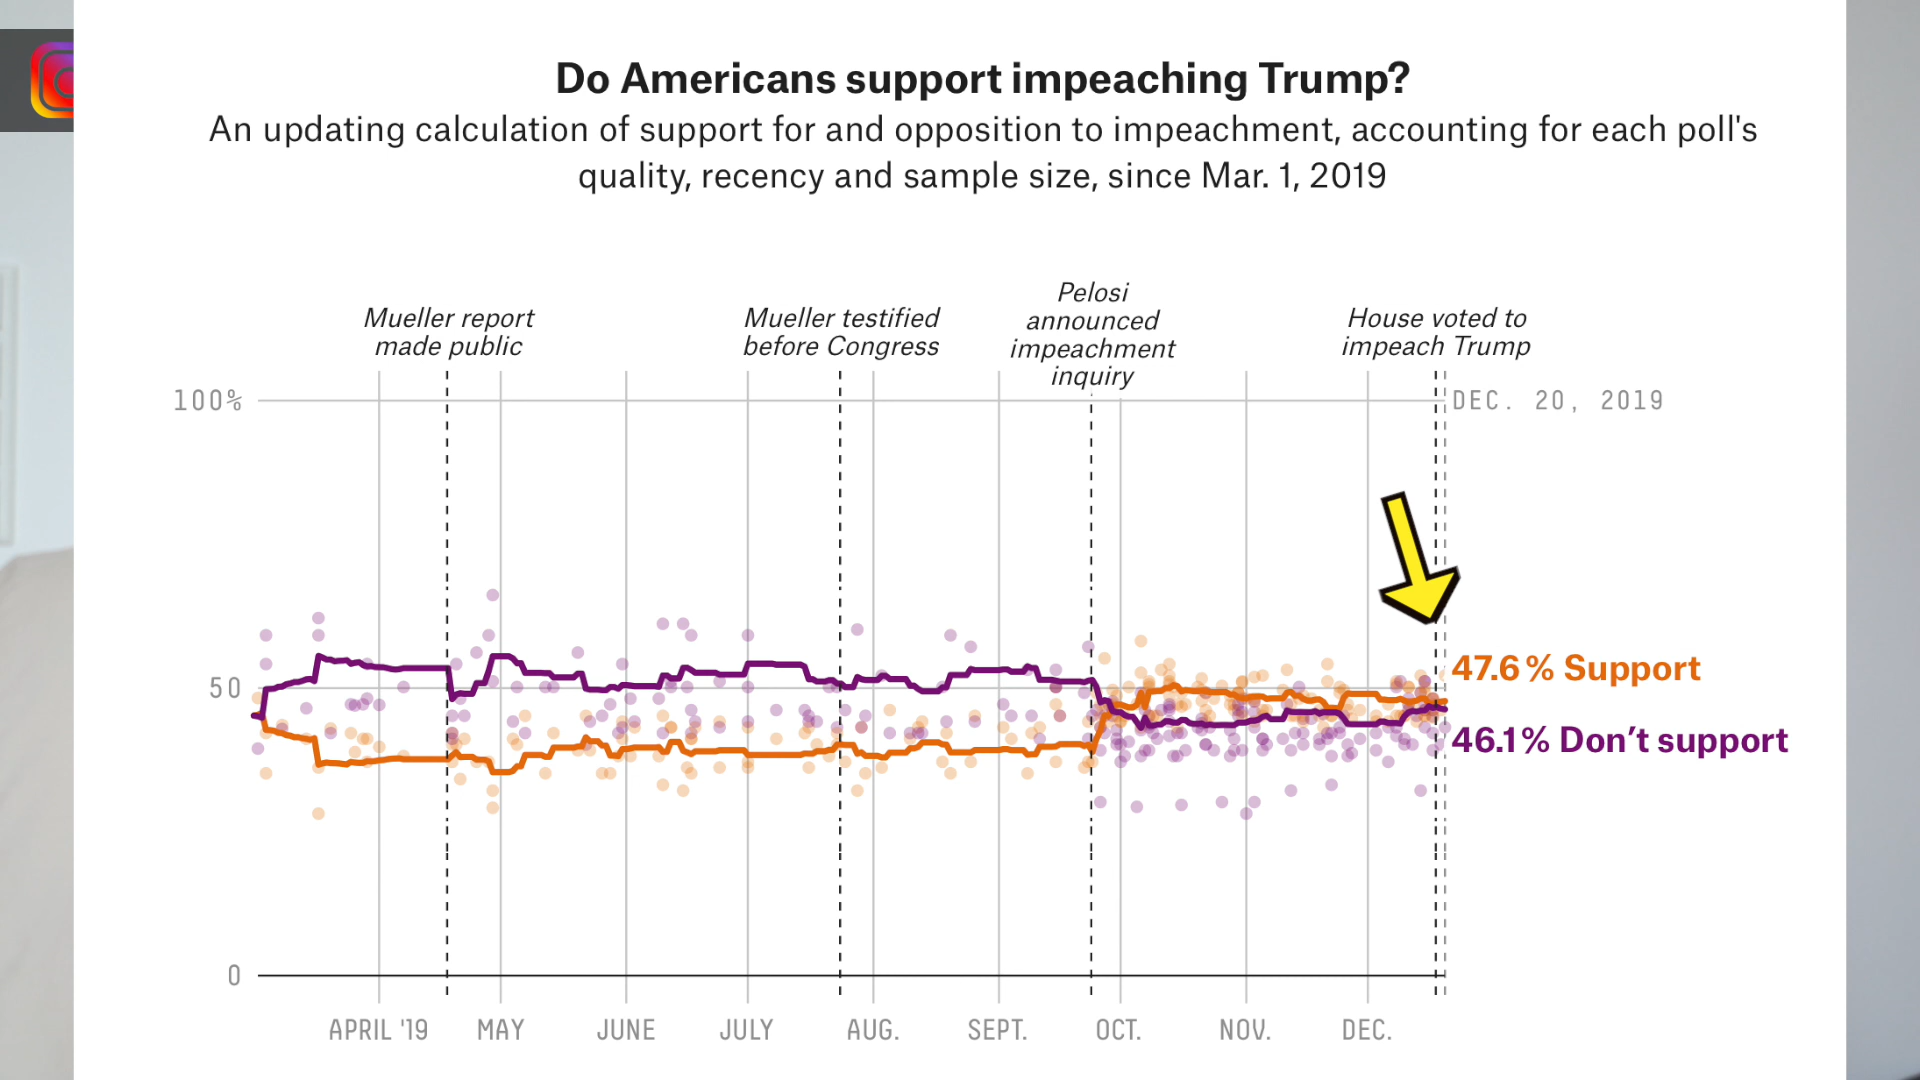 Do Americans support impeaching Trump?
An updating calculation of support for and opposition to impeachment, accounting for each poll's
quality, recency and sample size, since Mar. 1, 2019
Mueller report
made public
Mueller testified
before Congress
Pelosi
announced
impeachment
inquiry
House voted to
impeach Trump
100%
DEC. 20, 2019
50
47.6% Support
46.1% Don’t support
0
APRIL '19 MAY JUNE JULY AUG. SEPT. OCT. NOV. DEC.